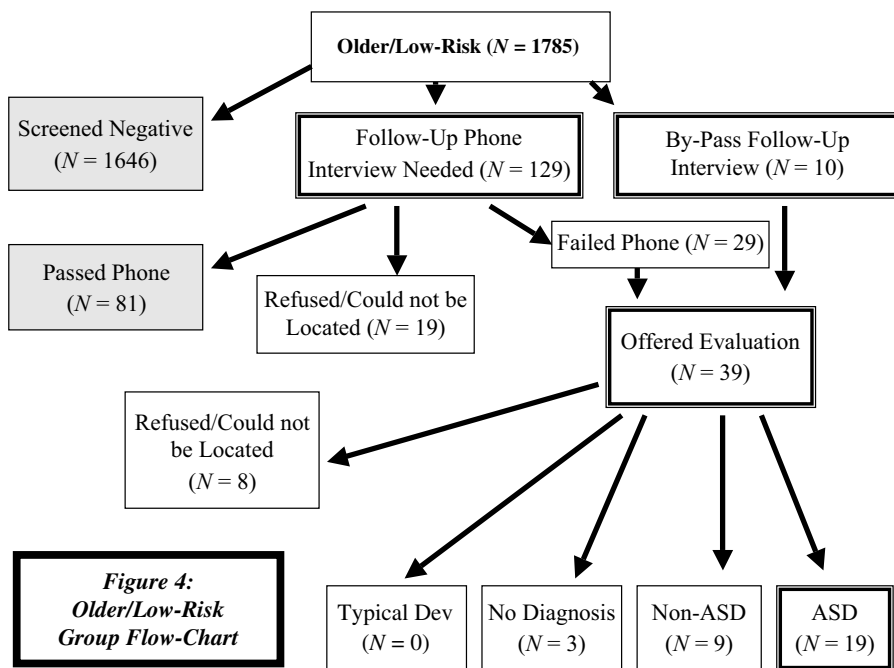 Older/Low-Risk (N = 1785)
Screened Negative
(N = 1646)
Follow-Up Phone
Interview Needed (N = 129)
By-Pass Follow-Up
Interview (N = 10)
Passed Phone
(N = 81)
Refused/Could not be
Located (N = 19)
Failed Phone (N = 29)
Offered Evaluation
(N = 39)
Refused/Could not
be Located
(N = 8)
Figure 4:
Older/Low-Risk
Group Flow-Chart
Typical Dev
(N = 0)
No Diagnosis
(N = 3)
Non-ASD
(N = 9)
ASD
(N = 19)